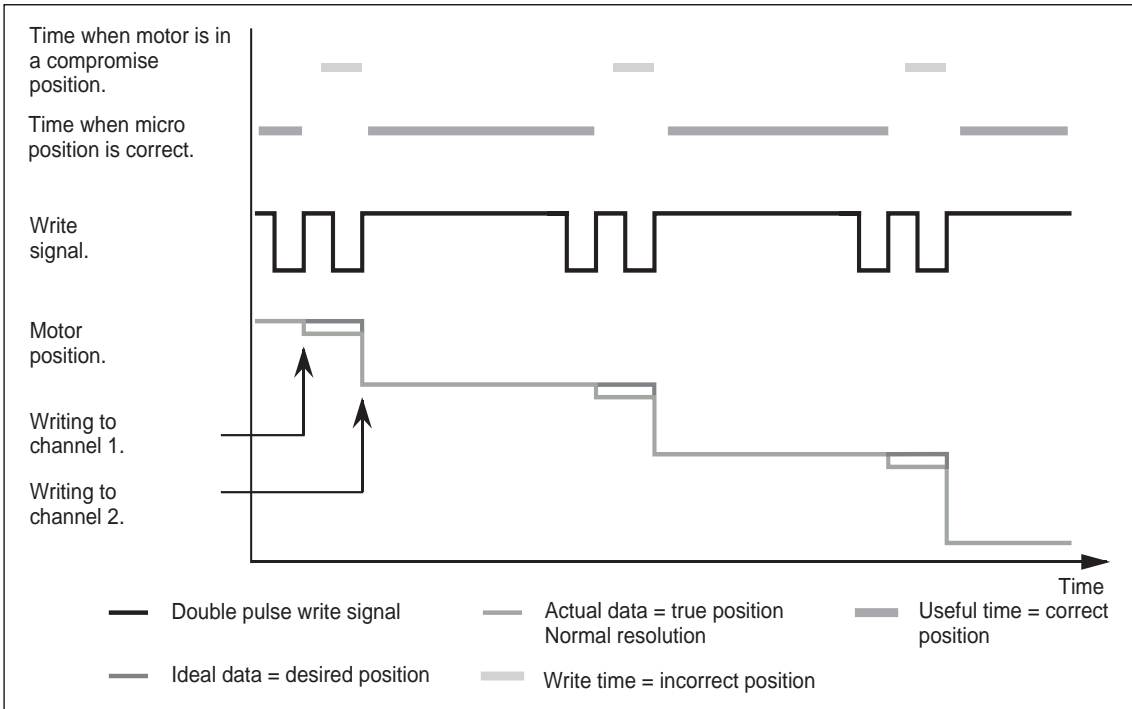 Time when motor is in
a compromise
position.
Time when micro
position is correct.
Write
signal.
Motor
position.
Writing to
channel 1.
Writing to
channel 2.
Time
Double pulse write signal
Actual data = true position
Normal resolution
Useful time = correct
position
Ideal data = desired position
Write time = incorrect position